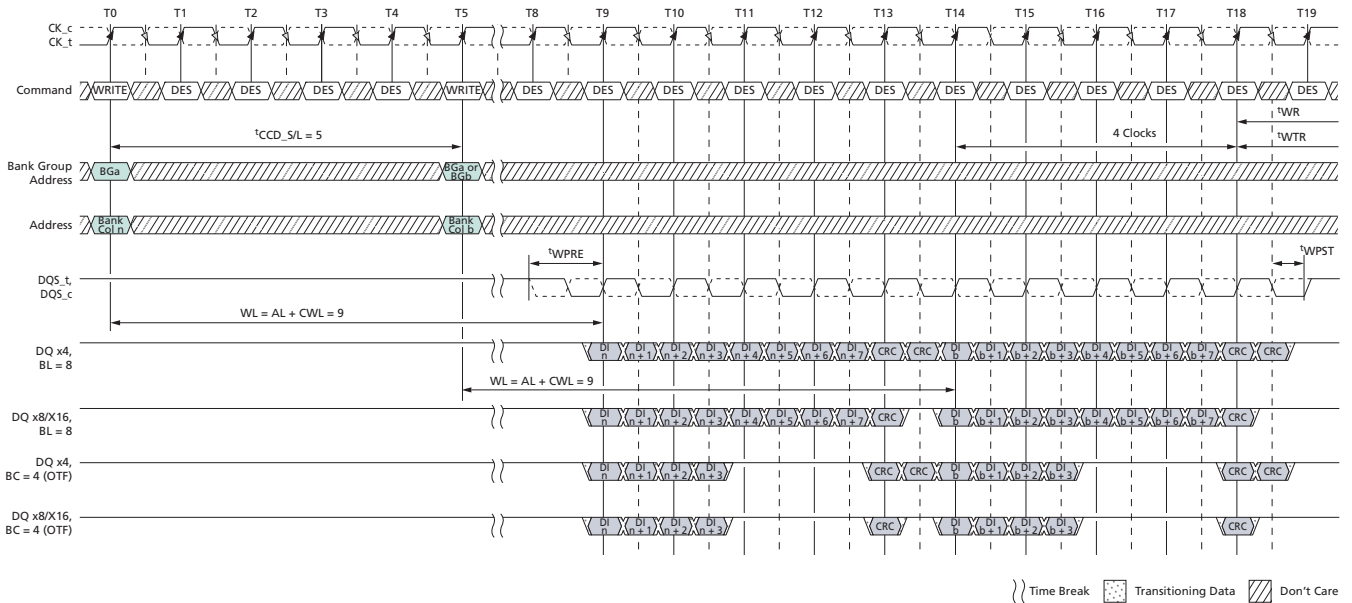 T0 T1 T2 T3 T4 T5 T8 T9 T10 T11 T12 T13 T14 T15 T16 T17 T18 T19
CK_c
CK_t
Command WRITE DES DES DES DES WRITE DES DES DES DES DES DES DES DES DES DES DES DES
tWR
tCCD_S/L = 5
4 Clocks
tWTR
Bank Group
Address
BGa
BGa or
BGb
Address
Bank
Col n
Bank
Col b
tWPRE
tWPST
DQS_t,
DQS_c
WL = AL + CWL = 9
DQ x4,
BL = 8
DI n DI n + 1 DI n + 2 DI n + 3 DI n + 4 DI n + 5 DI n + 6 DI n + 7 CRC CRC DI b DI b + 1 DI b + 2 DI b + 3 DI b + 4 DI b + 5 DI b + 6 DI b + 7 CRC CRC
WL = AL + CWL = 9
DQ x8/X16,
BL = 8
DI n DI n + 1 DI n + 2 DI n + 3 DI n + 4 DI n + 5 DI n + 6 DI n + 7 CRC DI b DI b + 1 DI b + 2 DI b + 3 DI b + 4 DI b + 5 DI b + 6 DI b + 7 CRC
DQ x4,
BC = 4 (OTF)
DI n DI n + 1 DI n + 2 DI n + 3 CRC CRC DI b DI b + 1 DI b + 2 DI b + 3 CRC CRC
DQ x8/X16,
BC = 4 (OTF)
DI n DI n + 1 DI n + 2 DI n + 3 CRC DI b DI b + 1 DI b + 2 DI b + 3 CRC
Time Break Transitioning Data Don't Care